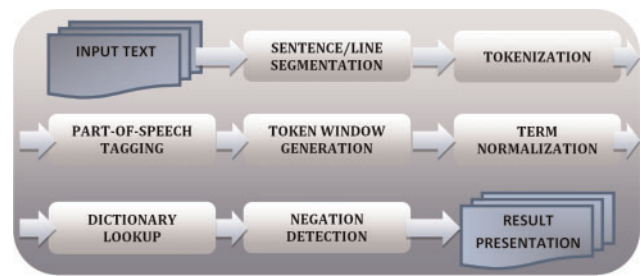 INPUT TEXT
SENTENCE/LINE
SEGMENTATION
TOKENIZATION
PART-OF-SPEECH
TAGGING
TOKEN WINDOW
GENERATION
TERM
NORMALIZATION
DICTIONARY
LOOKUP
NEGATION
DETECTION
RESULT
PRESENTATION